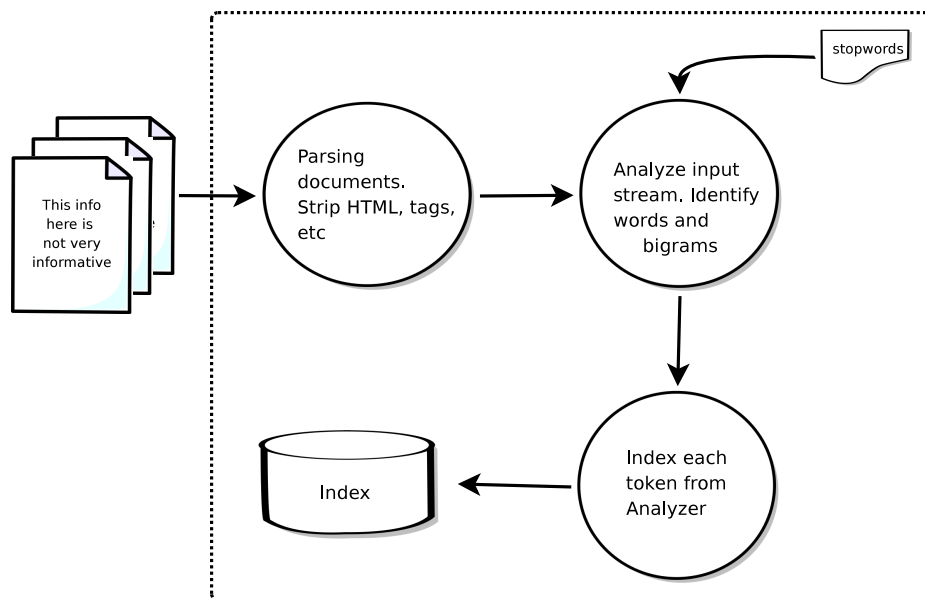 stopwords
This info
here is
not very
informative
Parsing
documents.
Strip HTML, tags,
etc
Analyze input
stream. Identify
words and
bigrams
Index each
token from
Analyzer
Index